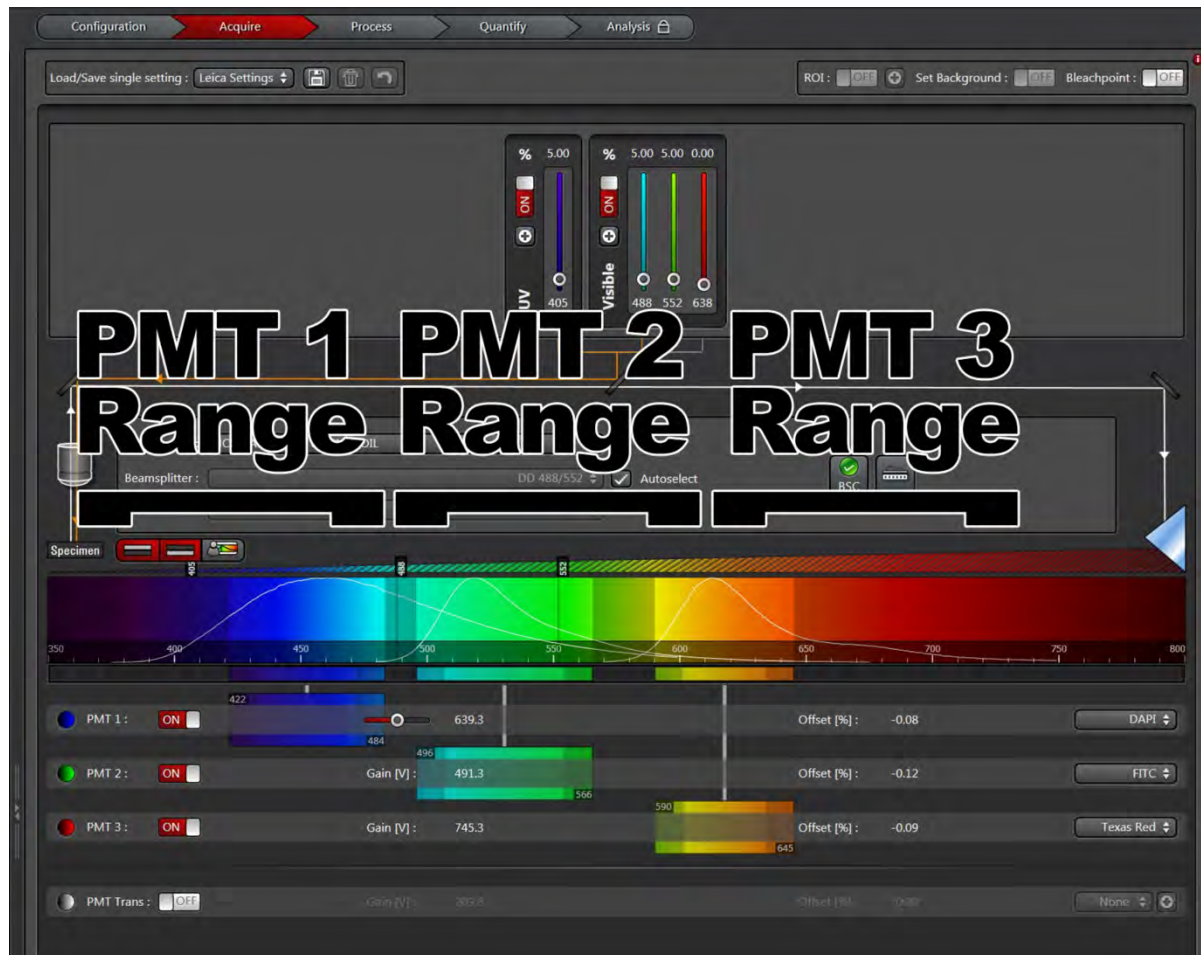 Configuration Acquire Process Quantify Analysis
Load/Save single setting : Leica Settings ROI : OFF Set Background : OFF Bleachpoint : OFF
% 5.00 % 5.00 5.00 0.00
ON ON
UV 405 Visible 488 552 638
PMT 1 PMT 2 PMT 3
Range Range Range
OIL
Beamsplitter : DD 488/552 Autoselect BSC
Specimen
405 488 552
350 400 450 500 550 600 650 700 750 800
422
PMT 1 : ON 639.3 Offset [%] : -0.08 DAPI
484
496
PMT 2 : ON Gain [V] : 491.3 Offset [%] : -0.12 FITC
566
590
PMT 3 : ON Gain [V] : 745.3 Offset [%] : -0.09 Texas Red
645
PMT Trans : OFF Gain [V] : Offset [%] : None